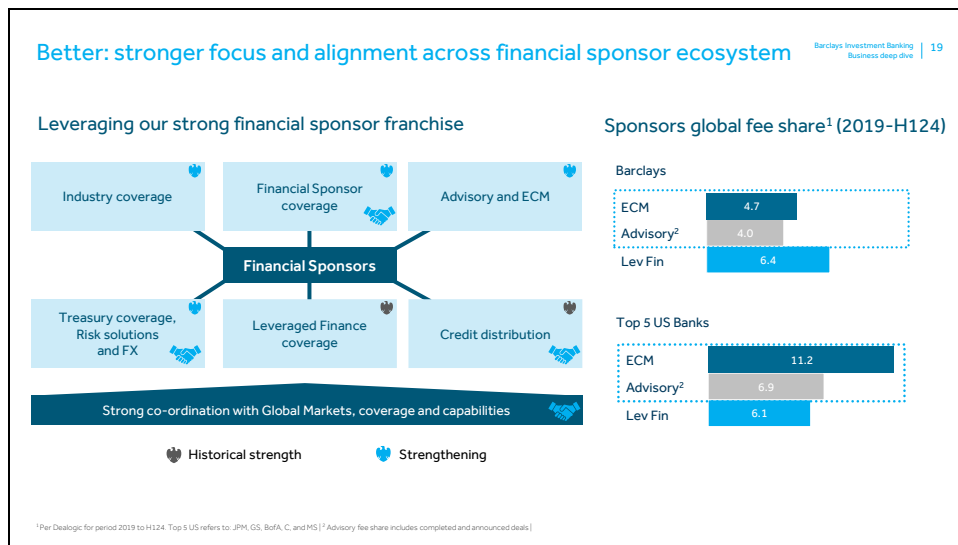 Better: stronger focus and alignment across financial sponsor ecosystem
Barclays Investment Banking
Business deep dive
19
Leveraging our strong financial sponsor franchise
Industry coverage
Financial Sponsor
coverage
Advisory and ECM
Financial Sponsors
Treasury coverage,
Risk solutions
and FX
Leveraged Finance
coverage
Credit distribution
Strong co-ordination with Global Markets, coverage and capabilities
Historical strength
Strengthening
Sponsors global fee share¹ (2019-H124)
Barclays
ECM 4.7
Advisory² 4.0
Lev Fin 6.4
Top 5 US Banks
ECM 11.2
Advisory² 6.9
Lev Fin 6.1
¹ Per Dealogic for period 2019 to H124. Top 5 US refers to: JPM, GS, BofA, C, and MS | ² Advisory fee share includes completed and announced deals |